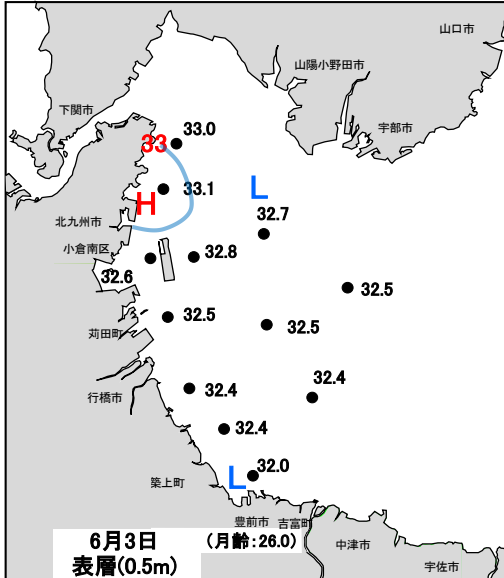 山口市
山陽小野田市
下関市
宇部市
33.0
33
33.1
H
L
32.7
北九州市
小倉南区
32.8
32.6
32.5
32.5
32.5
苅田町
32.4
32.4
行橋市
32.4
32.0
L
築上町
豊前市
吉富町
6月3日
(月齢:26.0)
表層(0.5m)
中津市
宇佐市